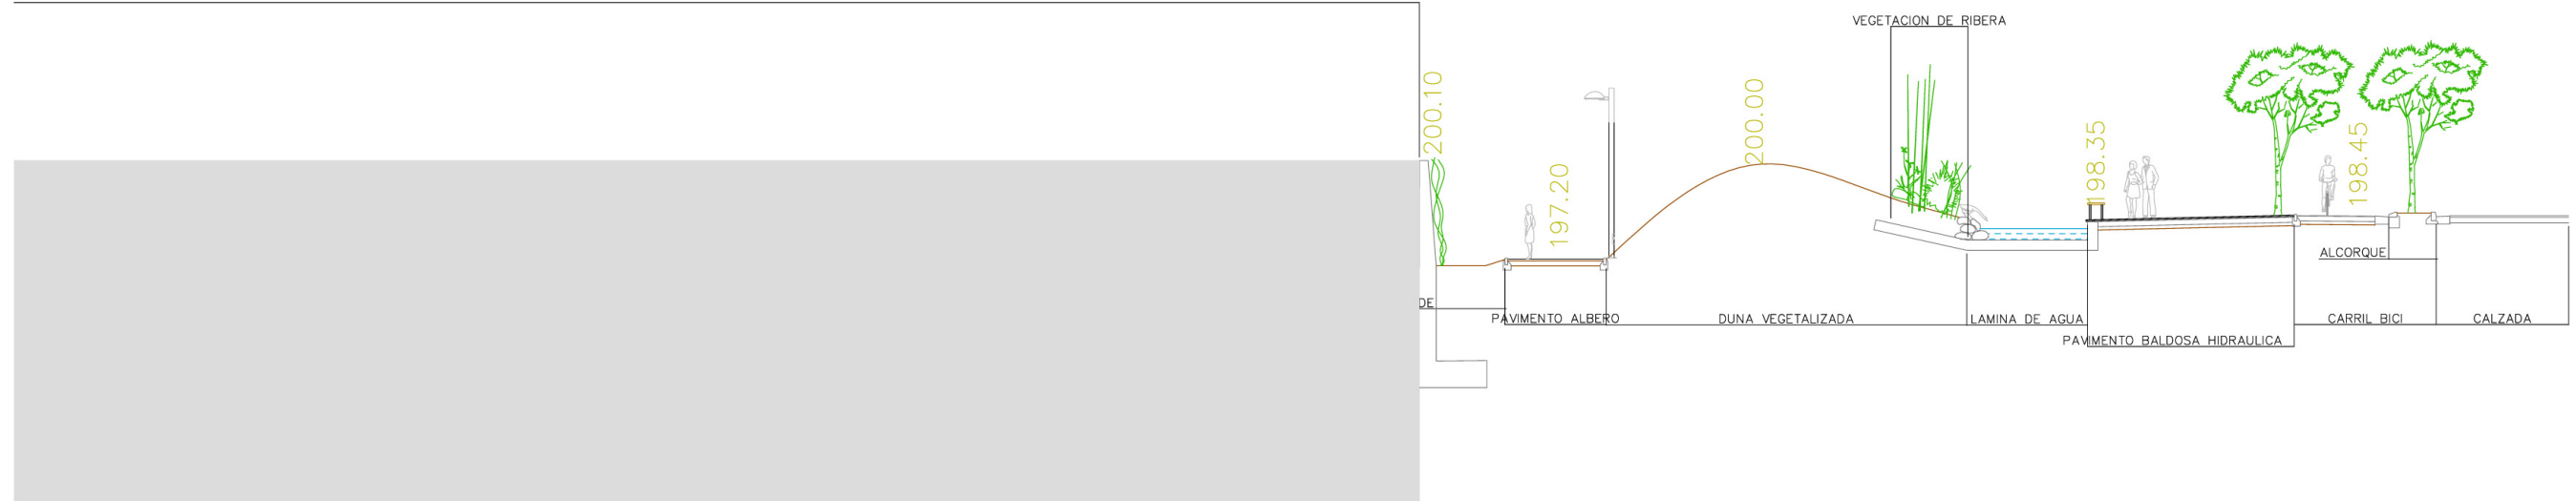 VEGETACION DE RIBERA
200.10
197.20
200.00
198.35
198.45
ALCORQUE
DE
PAVIMENTO ALBERO
DUNA VEGETALIZADA
LAMINA DE AGUA
CARRIL BICI
CALZADA
PAVIMENTO BALDOSA HIDRAULICA